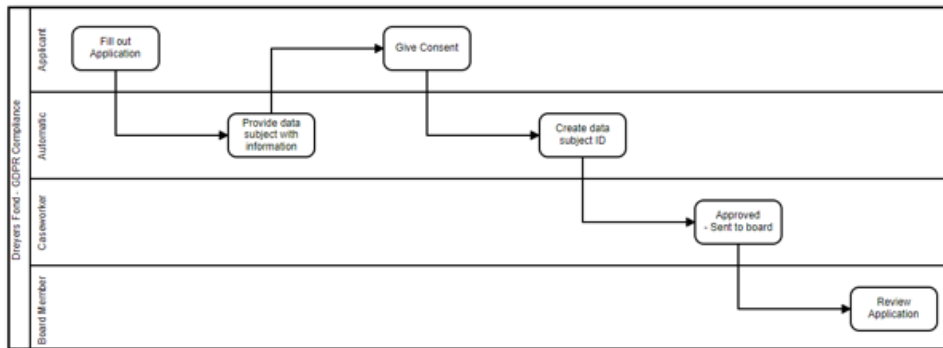 Dreyers Fond - GDPR Compliance
Applicant
Fill out
Application
Give Consent
Automatic
Provide data
subject with
information
Create data
subject ID
Caseworker
Approved
- Sent to board
Board Member
Review
Application